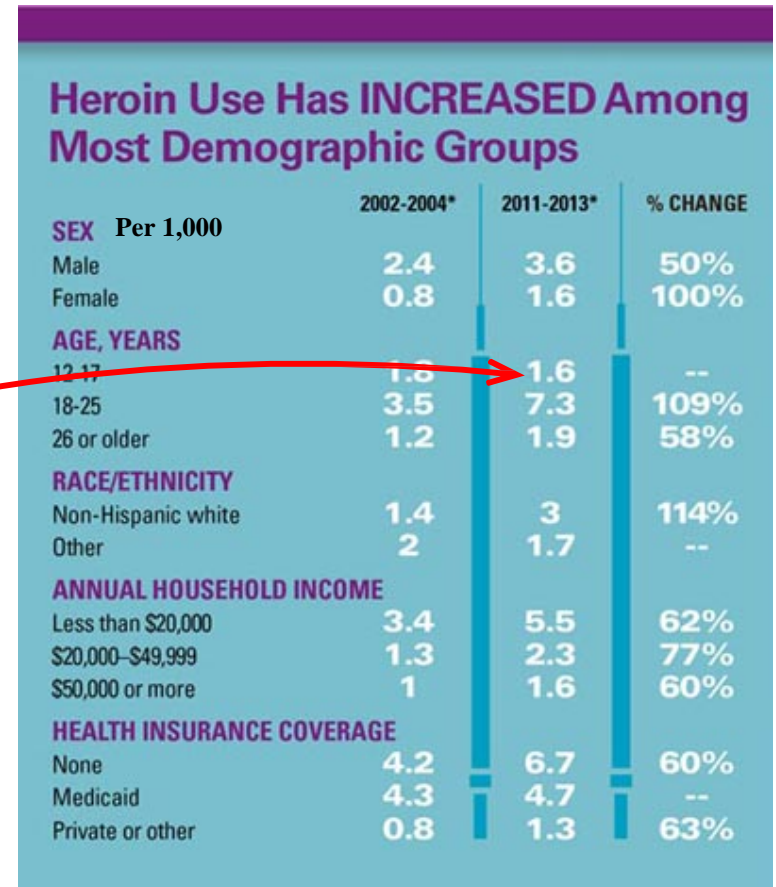 Heroin Use Has INCREASED Among
Most Demographic Groups
2002-2004* 2011-2013* % CHANGE
SEX Per 1,000
Male 2.4 3.6 50%
Female 0.8 1.6 100%
AGE, YEARS
12-17 1.8 1.6 --
18-25 3.5 7.3 109%
26 or older 1.2 1.9 58%
RACE/ETHNICITY
Non-Hispanic white 1.4 3 114%
Other 2 1.7 --
ANNUAL HOUSEHOLD INCOME
Less than $20,000 3.4 5.5 62%
$20,000–$49,999 1.3 2.3 77%
$50,000 or more 1 1.6 60%
HEALTH INSURANCE COVERAGE
None 4.2 6.7 60%
Medicaid 4.3 4.7 --
Private or other 0.8 1.3 63%